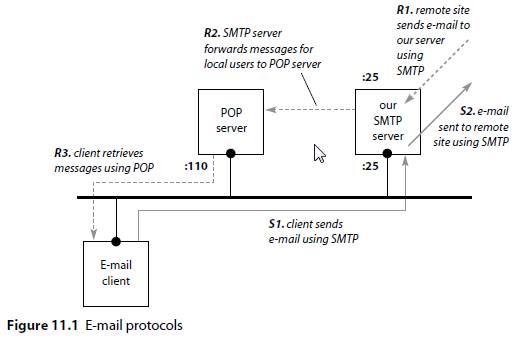 R1. remote site
sends e-mail to
our server
using
SMTP
R2. SMTP server
forwards messages for
local users to POP server
:25
S2. e-mail
sent to remote
site using SMTP
POP
server
our
SMTP
server
R3. client retrieves
messages using POP
:110
:25
S1. client sends
e-mail using SMTP
E-mail
client
Figure 11.1 E-mail protocols